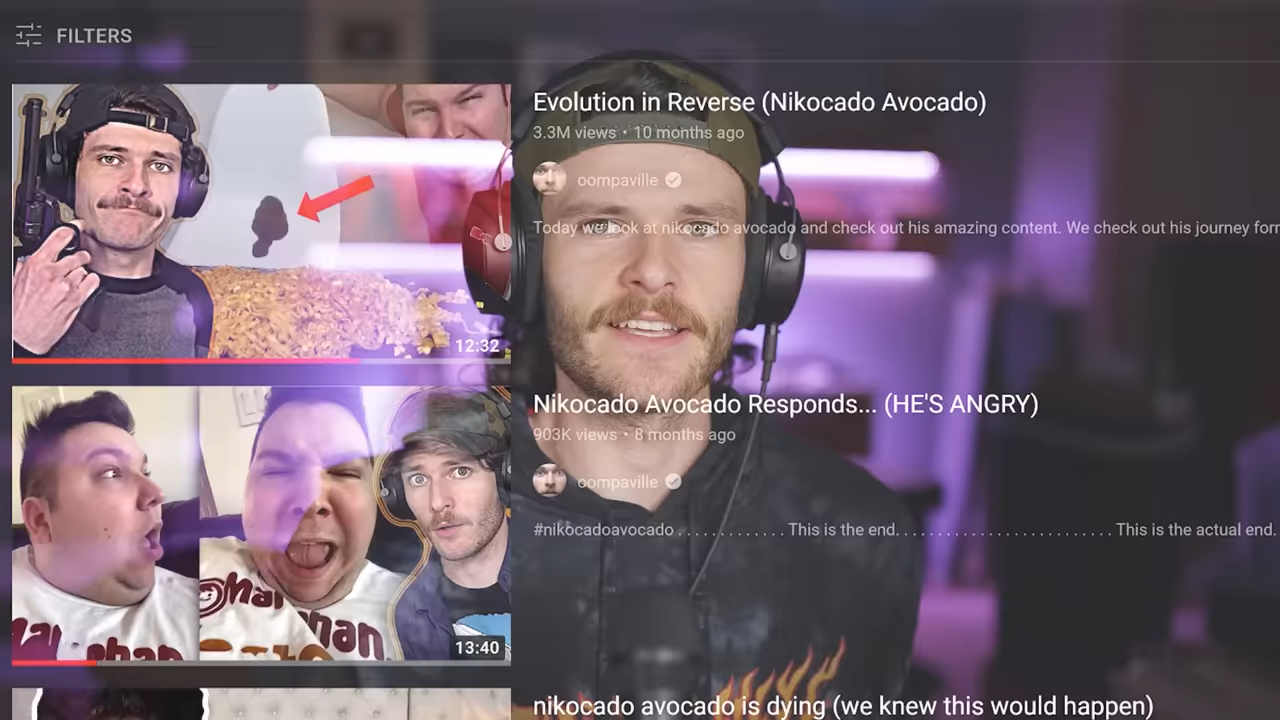 FILTERS
Evolution in Reverse (Nikocado Avocado)
3.3M views • 10 months ago
oompaville
Today we look at nikocado avocado and check out his amazing content. We check out his journey
12:32
Nikocado Avocado Responds... (HE'S ANGRY)
903K views • 8 months ago
oompaville
#nikocadoavocado . . . . . . . . . . . . . This is the end. . . . . . . . . . . . . . . . . . . . . . . . . This is the actual end.
13:40
nikocado avocado is dying (we knew this would happen)